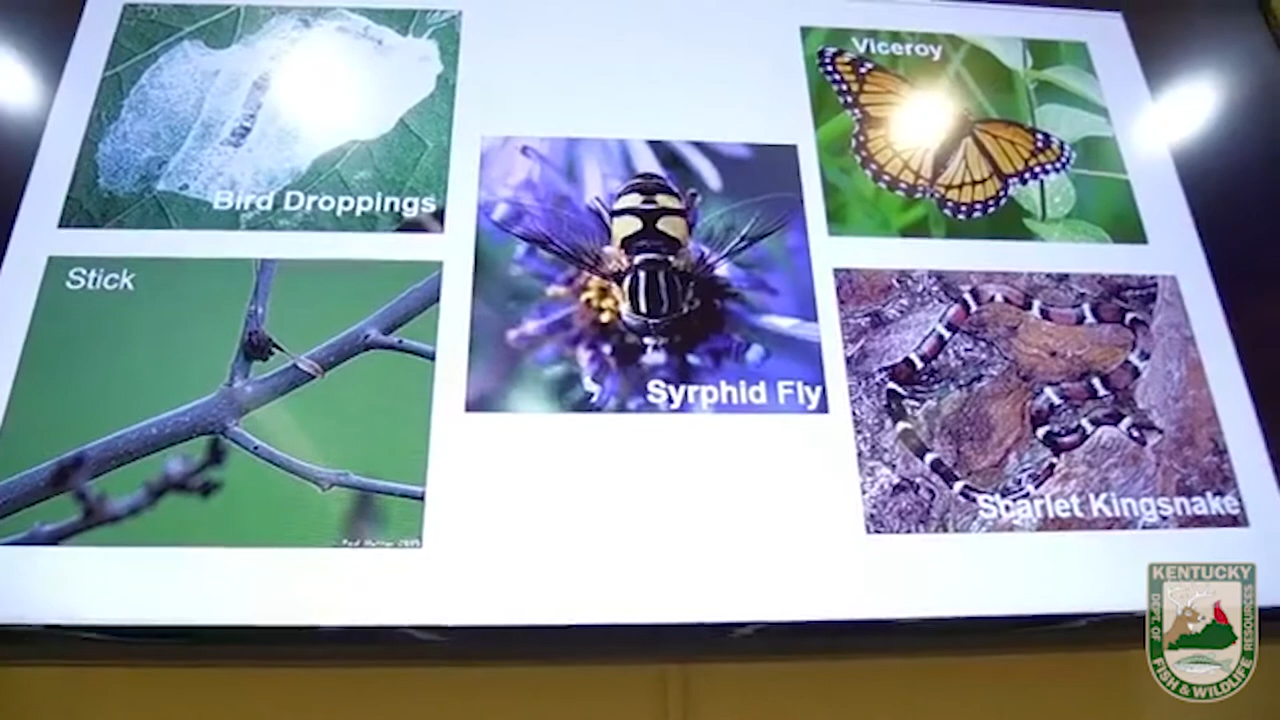 Bird Droppings
Viceroy
Stick
Syrphid Fly
Scarlet Kingsnake
KENTUCKY
DEPT. OF
FISH & WILDLIFE
RESOURCES